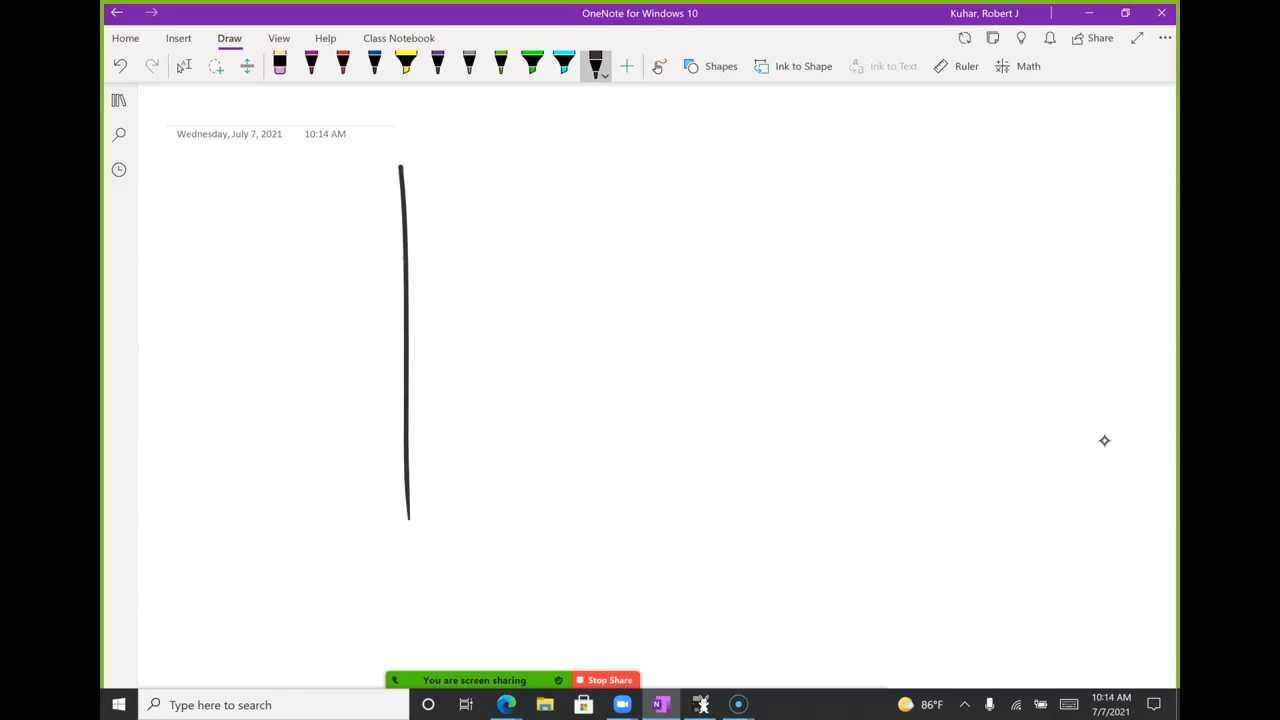 OneNote for Windows 10
Kuhar, Robert J
Home Insert Draw View Help Class Notebook
Share
Shapes Ink to Shape Ink to Text Ruler Math
Wednesday, July 7, 2021 10:14 AM
You are screen sharing Stop Share
Type here to search
86°F
10:14 AM
7/7/2021